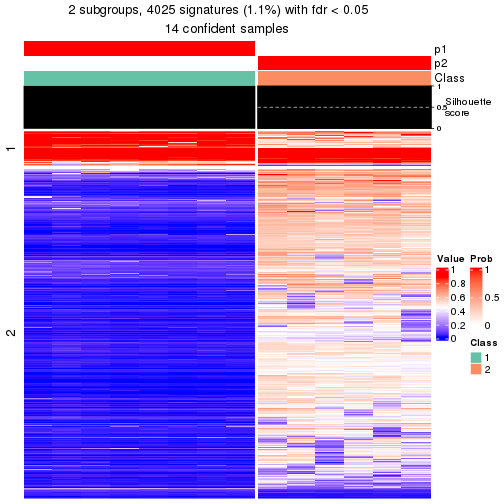 2 subgroups, 4025 signatures (1.1%) with fdr < 0.05
14 confident samples
p1
p2
Class
1
0.5
0
Silhouette
score
1
2
Value
1
0.8
0.6
0.4
0.2
0
Prob
1
0.5
0
Class
1
2